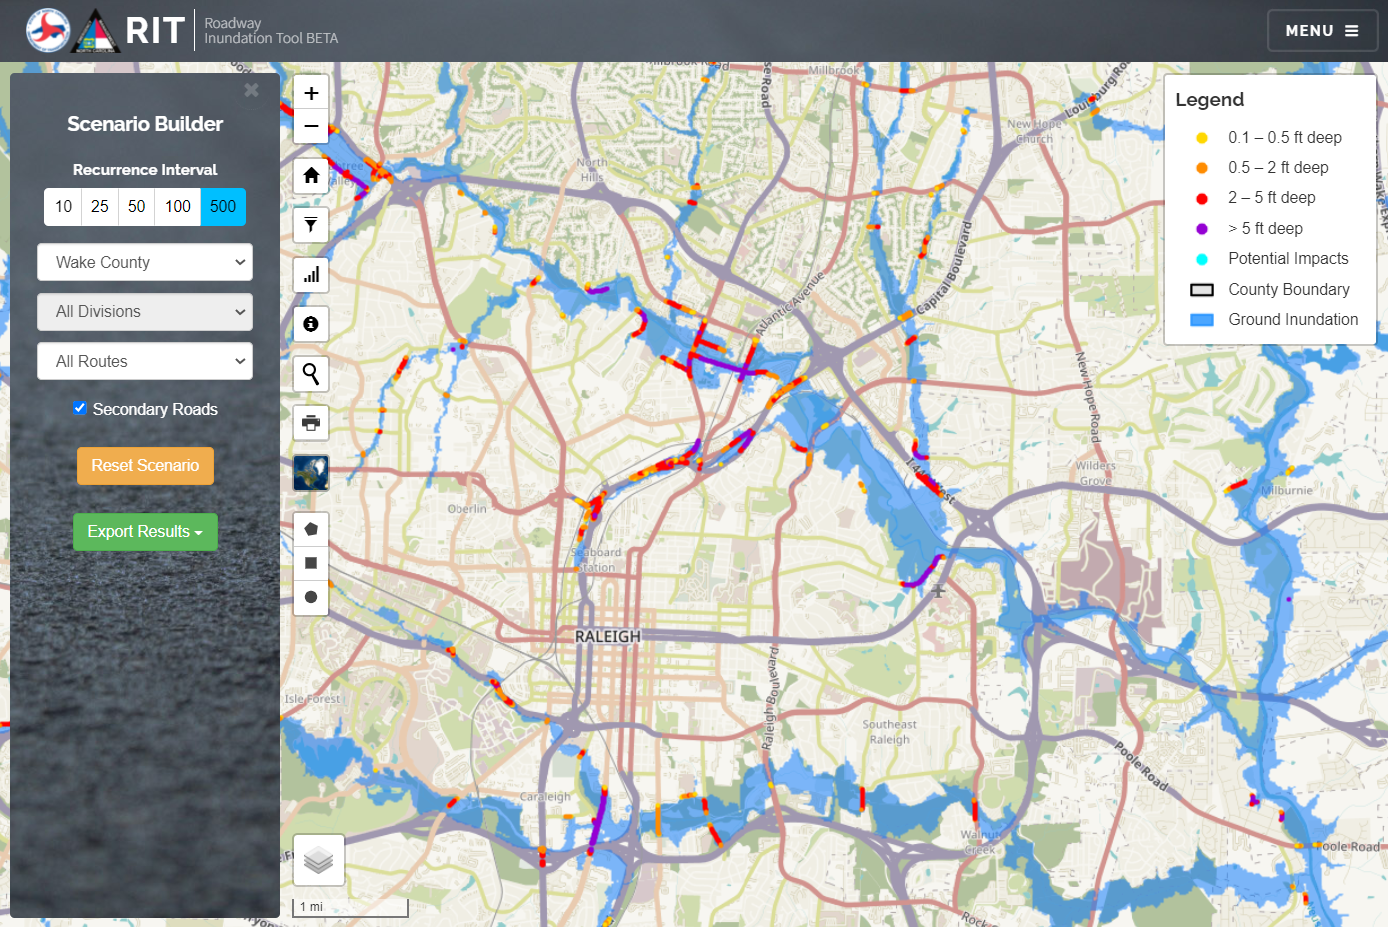 RIT
Roadway
Inundation Tool BETA
MENU
Scenario Builder
Recurrence Interval
10 25 50 100 500
Wake County
All Divisions
All Routes
Secondary Roads
Reset Scenario
Export Results
+
−
1 mi
Legend
0.1 – 0.5 ft deep
0.5 – 2 ft deep
2 – 5 ft deep
> 5 ft deep
Potential Impacts
County Boundary
Ground Inundation
Millbrook
New Hope
Church
North
Hills
Capital Boulevard
Atlantic Avenue
New Hope
Road
Wilders
Grove
Milburnie
Oberlin
Seaboard
Station
RALEIGH
Isle Forest
Raleigh Boulevard
Southeast
Raleigh
Poole Road
Caraleigh
Walnut
Creek
Poole Road